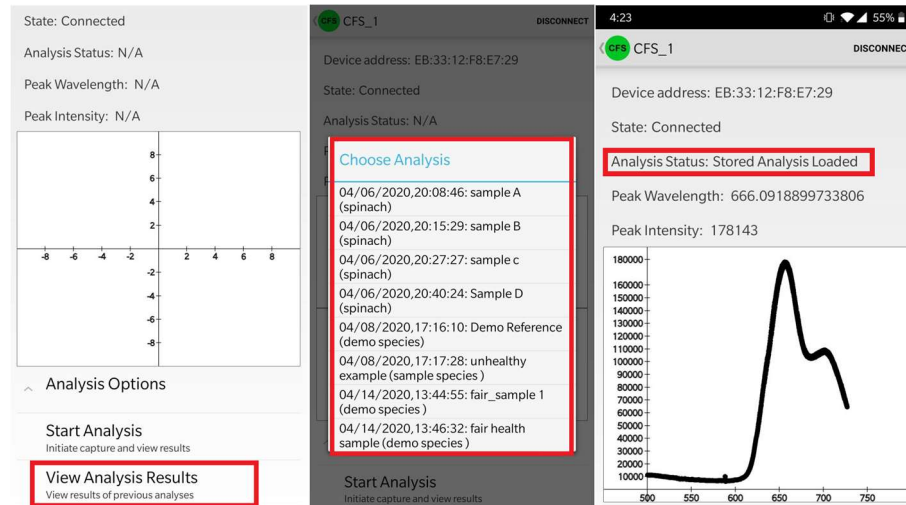 State: Connected
Analysis Status: N/A
Peak Wavelength: N/A
Peak Intensity: N/A
8
6
4
2
-8 -6 -4 -2 2 4 6 8
-2
-4
-6
-8
Analysis Options
Start Analysis
Initiate capture and view results
View Analysis Results
View results of previous analyses
CFS CFS_1 DISCONNECT
Device address: EB:33:12:F8:E7:29
State: Connected
Analysis Status: N/A
Choose Analysis
04/06/2020,20:08:46: sample A
(spinach)
04/06/2020,20:15:29: sample B
(spinach)
04/06/2020,20:27:27: sample c
(spinach)
04/06/2020,20:40:24: Sample D
(spinach)
04/08/2020,17:16:10: Demo Reference
(demo species)
04/08/2020,17:17:28: unhealthy
example (sample species )
04/14/2020,13:44:55: fair_sample 1
(demo species )
04/14/2020,13:46:32: fair health
sample (demo species )
Start Analysis
Initiate capture and view results
4:23 55%
CFS CFS_1 DISCONNEC
Device address: EB:33:12:F8:E7:29
State: Connected
Analysis Status: Stored Analysis Loaded
Peak Wavelength: 666.0918899733806
Peak Intensity: 178143
180000
160000
150000
140000
130000
120000
110000
100000
90000
80000
70000
60000
50000
40000
30000
20000
10000
500 550 600 650 700 750